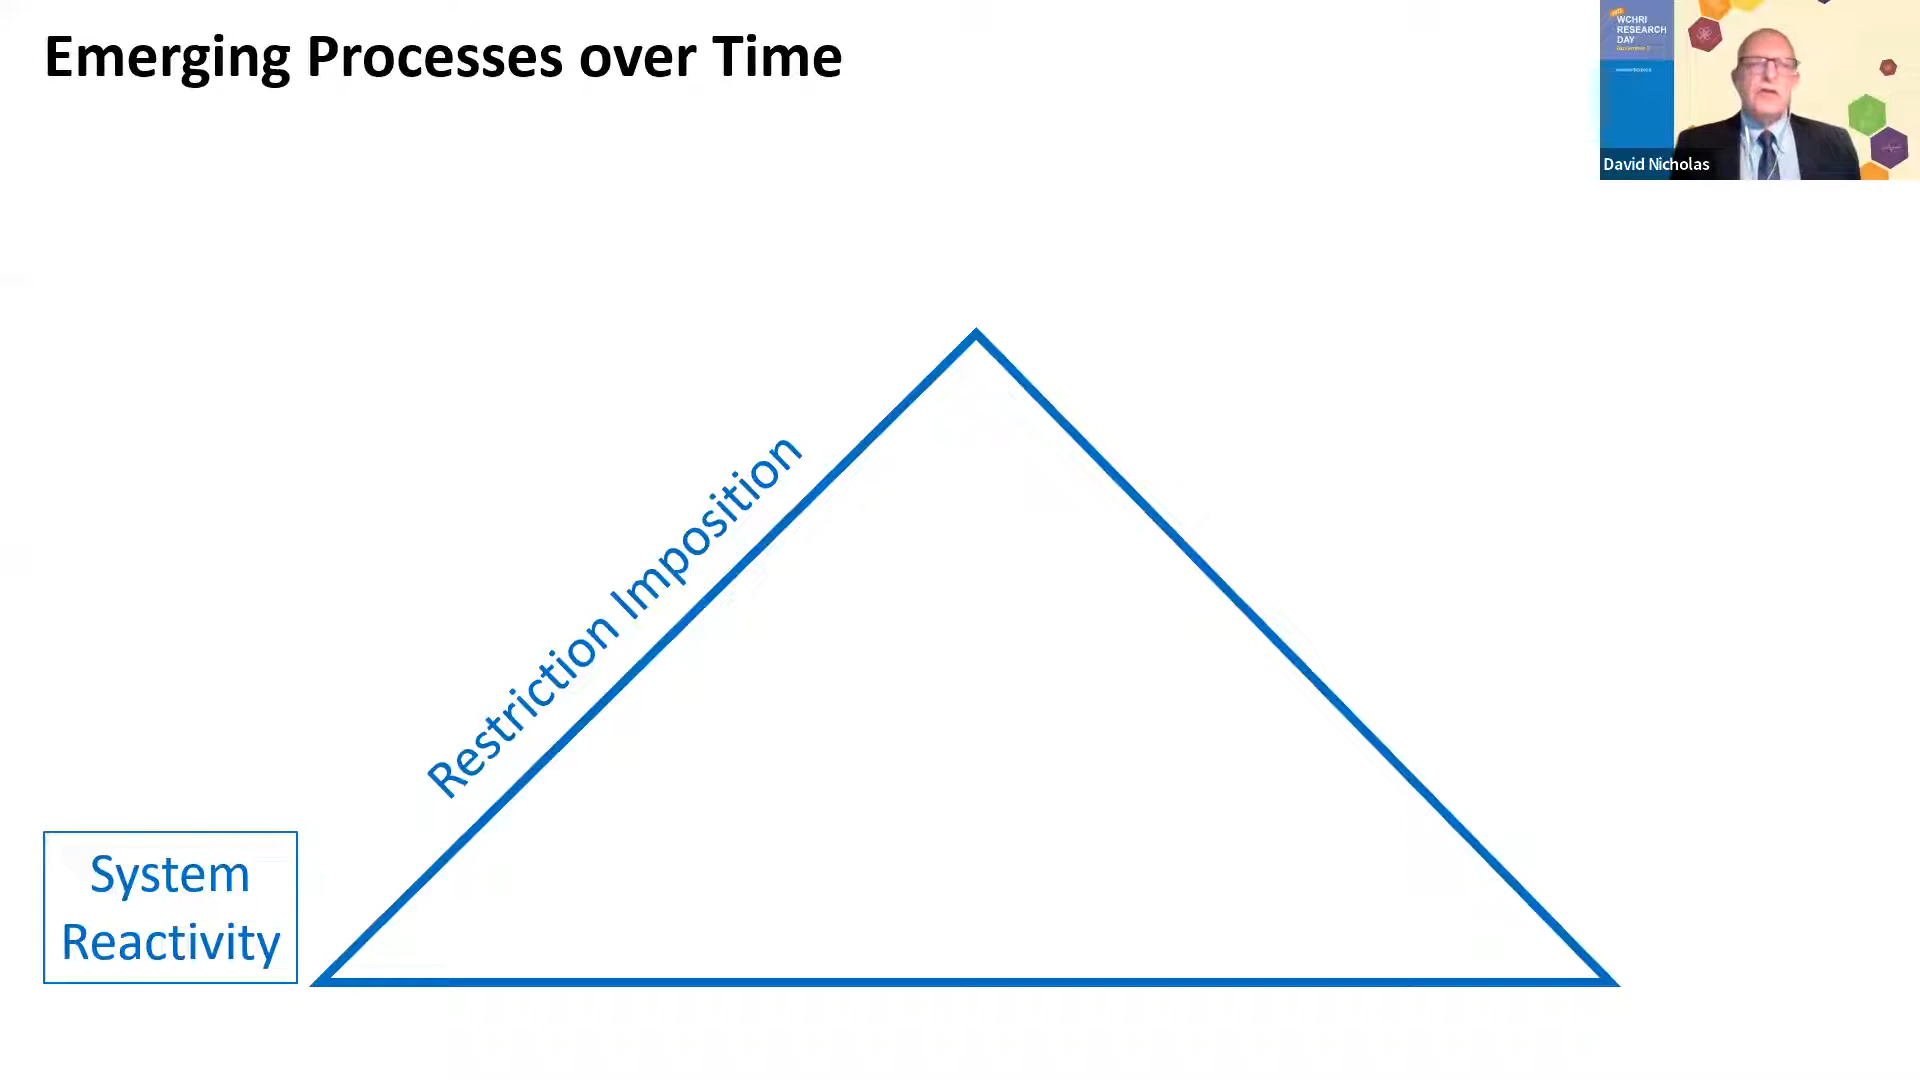 Emerging Processes over Time
WCHRI
RESEARCH
DAY
David Nicholas
Restriction Imposition
System
Reactivity